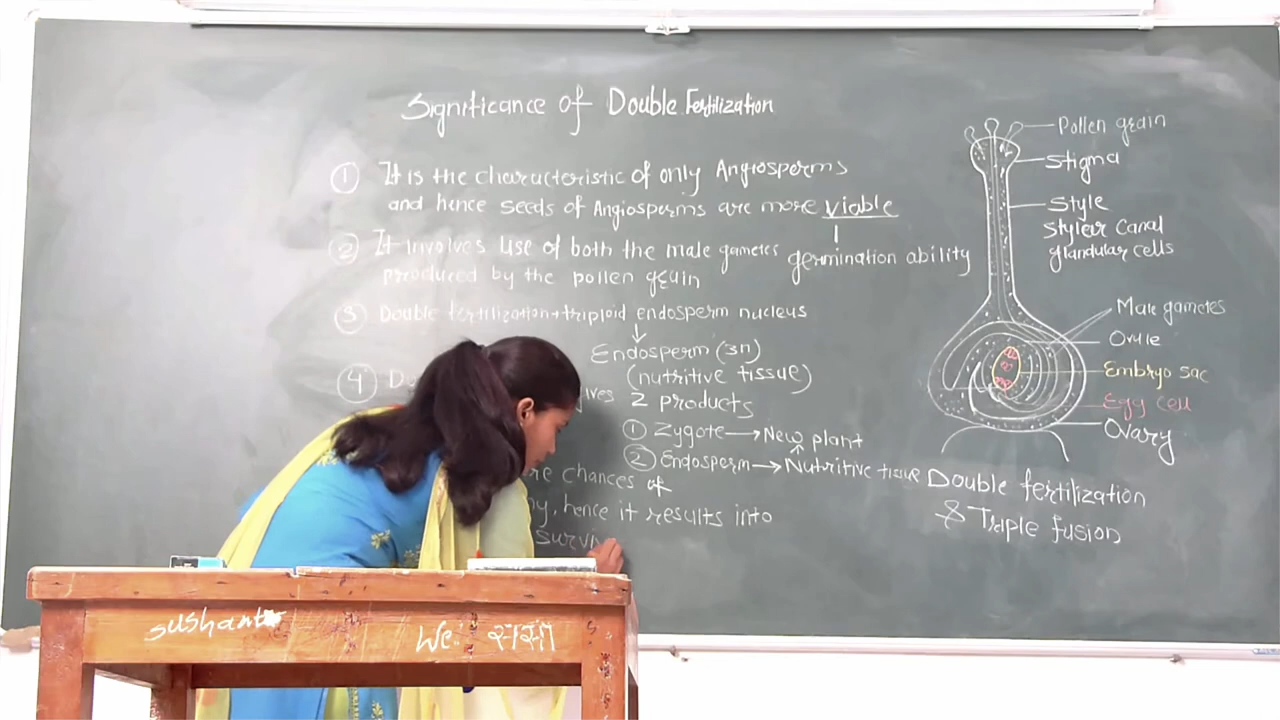 Significance of Double Fertilization
① It is the characteristic of only Angiosperms
and hence seeds of Angiosperms are more viable
germination ability
② It involves use of both the male gametes
produced by the pollen grain
③ Double fertilization → triploid endosperm nucleus
Endosperm (3n)
(nutritive tissue)
④
2 products
① Zygote → New plant
② Endosperm → Nutritive tissue
chances of
hence it results into
Pollen grain
Stigma
Style
Stylar Canal
glandular cells
Male gametes
Ovule
Embryo sac
Egg cell
Ovary
Double fertilization
& Triple fusion
sushant
We